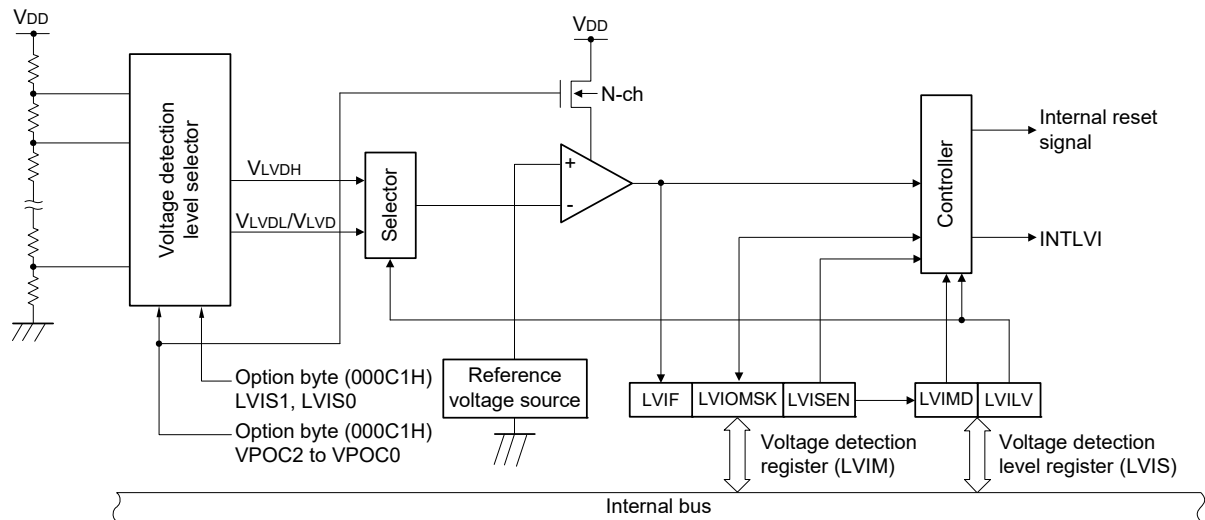 VDD
VDD
N-ch
Voltage detection
level selector
VLVDH
VLVDL/VLVD
Selector
+
-
Controller
Internal reset
signal
INTLVI
Option byte (000C1H)
LVIS1, LVIS0
Option byte (000C1H)
VPOC2 to VPOC0
Reference
voltage source
LVIF
LVIOMSK
LVISEN
LVIMD
LVILV
Voltage detection
register (LVIM)
Voltage detection
level register (LVIS)
Internal bus